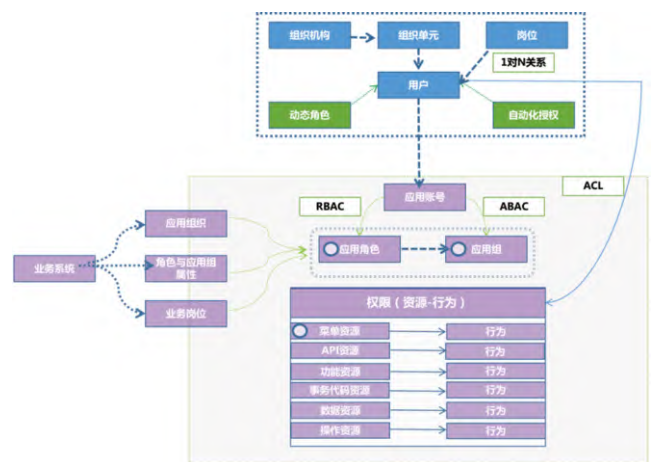 组织机构
组织单元
岗位
1对N关系
用户
动态角色
自动化授权
ACL
应用账号
RBAC
ABAC
应用组织
应用角色
应用组
业务系统
角色与应用组
属性
业务岗位
权限（资源-行为）
菜单资源
行为
API资源
行为
功能资源
行为
事务代码资源
行为
数据资源
行为
操作资源
行为